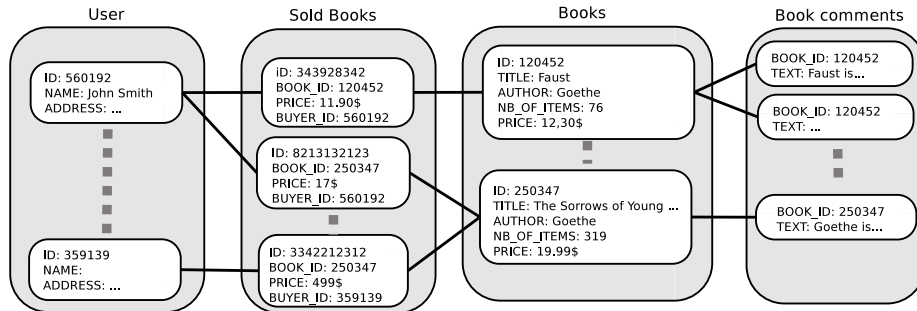 User
Sold Books
Books
Book comments
ID: 560192
NAME: John Smith
ADDRESS: ...
ID: 359139
NAME:
ADDRESS: ...
iD: 343928342
BOOK_ID: 120452
PRICE: 11.90$
BUYER_ID: 560192
ID: 8213132123
BOOK_ID: 250347
PRICE: 17$
BUYER_ID: 560192
ID: 3342212312
BOOK_ID: 250347
PRICE: 499$
BUYER_ID: 359139
ID: 120452
TITLE: Faust
AUTHOR: Goethe
NB_OF_ITEMS: 76
PRICE: 12,30$
ID: 250347
TITLE: The Sorrows of Young ...
AUTHOR: Goethe
NB_OF_ITEMS: 319
PRICE: 19.99$
BOOK_ID: 120452
TEXT: Faust is...
BOOK_ID: 120452
TEXT: ...
BOOK_ID: 250347
TEXT: Goethe is...